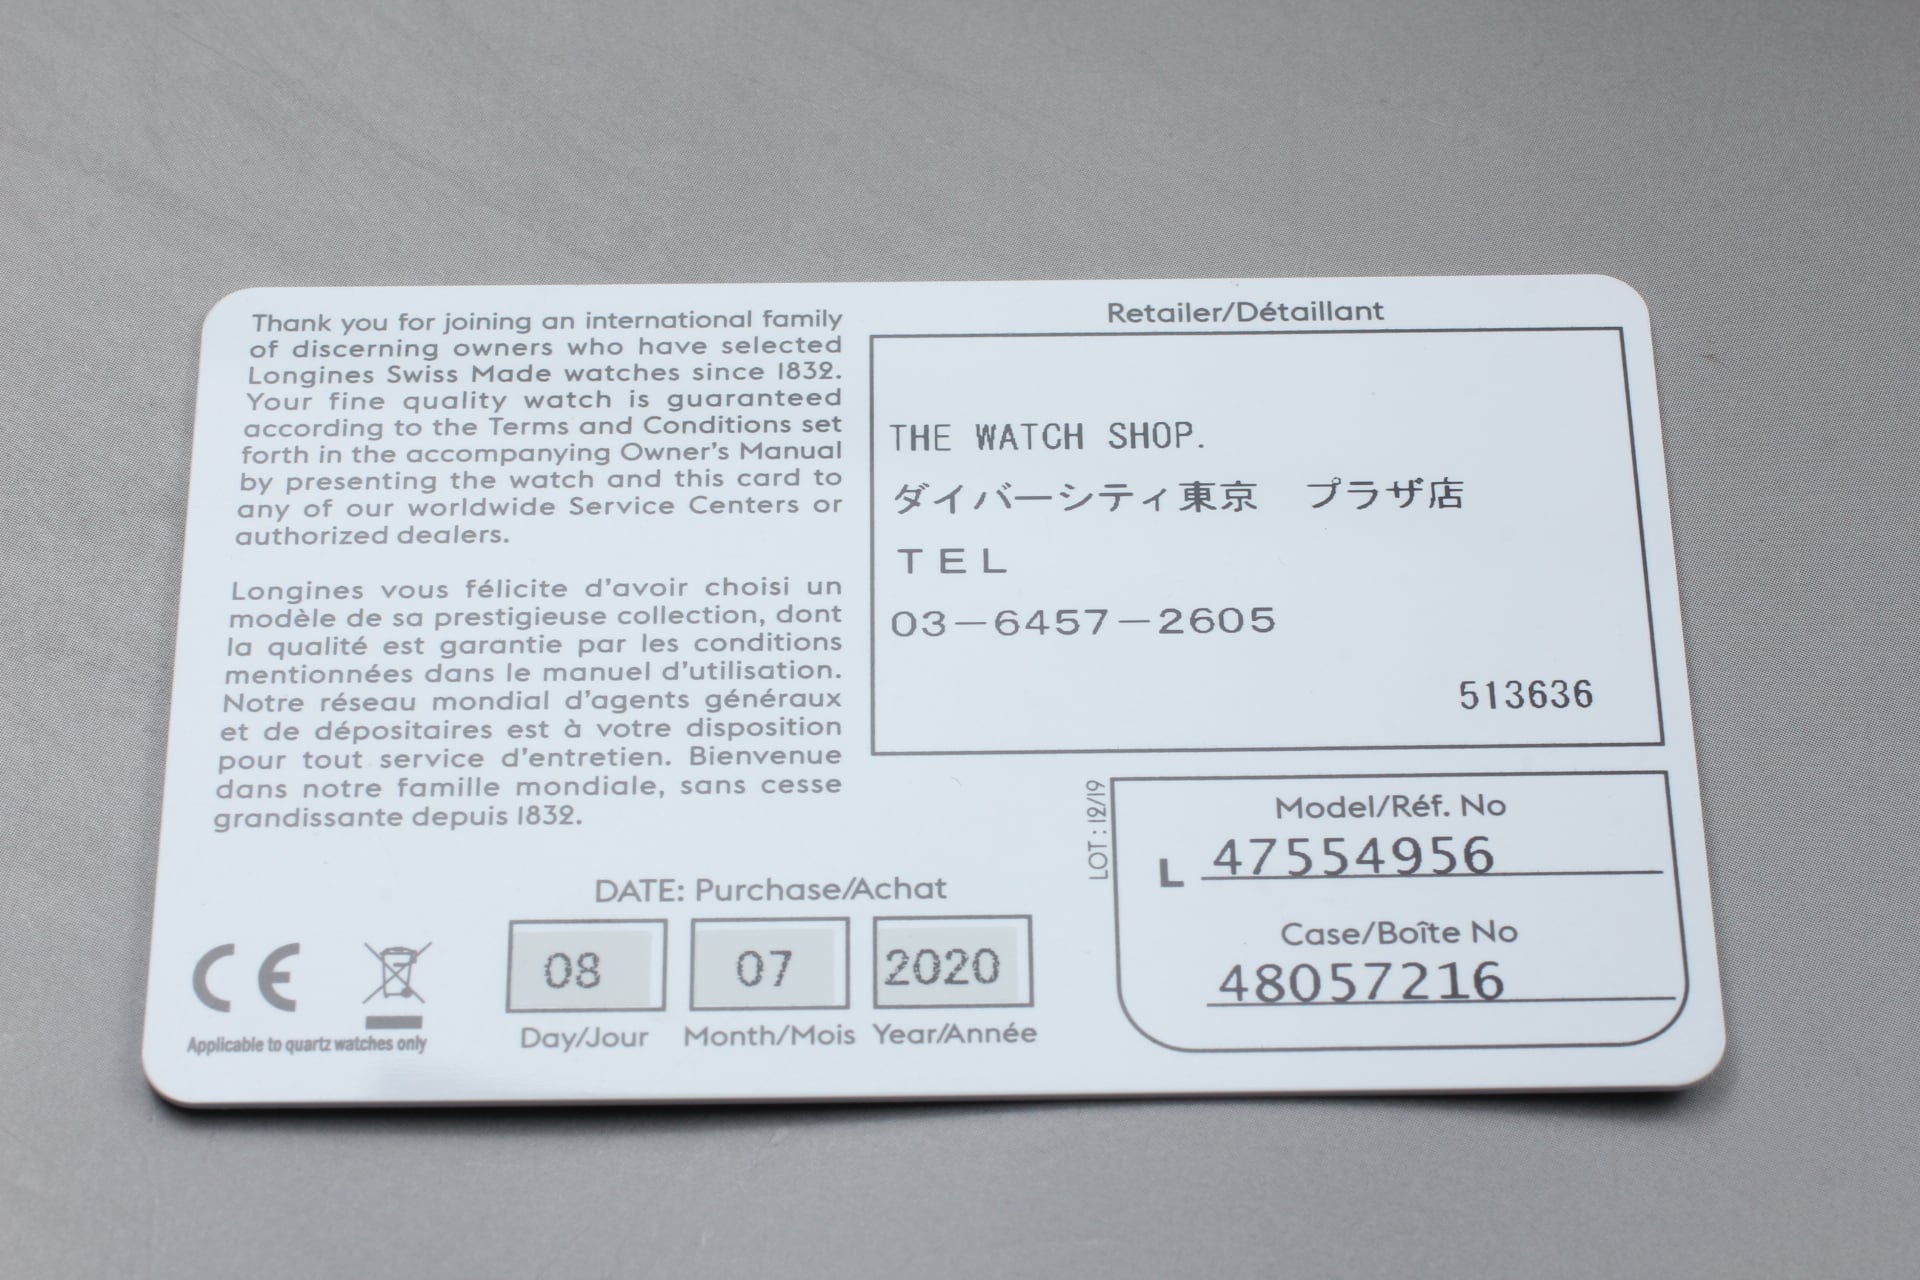 Thank you for joining an international family
of discerning owners who have selected
Longines Swiss Made watches since 1832.
Your fine quality watch is guaranteed
according to the Terms and Conditions set
forth in the accompanying Owner's Manual
by presenting the watch and this card to
any of our worldwide Service Centers or
authorized dealers.
Longines vous félicite d'avoir choisi un
modèle de sa prestigieuse collection, dont
la qualité est garantie par les conditions
mentionnées dans le manuel d'utilisation.
Notre réseau mondial d'agents généraux
et de dépositaires est à votre disposition
pour tout service d'entretien. Bienvenue
dans notre famille mondiale, sans cesse
grandissante depuis 1832.
Retailer/Détaillant
THE WATCH SHOP.
ダイバーシティ東京　プラザ店
ＴＥＬ
０３－６４５７－２６０５
513636
LOT : 12/19
Model/Réf. No
L 47554956
Case/Boîte No
48057216
DATE: Purchase/Achat
08 07 2020
Day/Jour Month/Mois Year/Année
CE
Applicable to quartz watches only